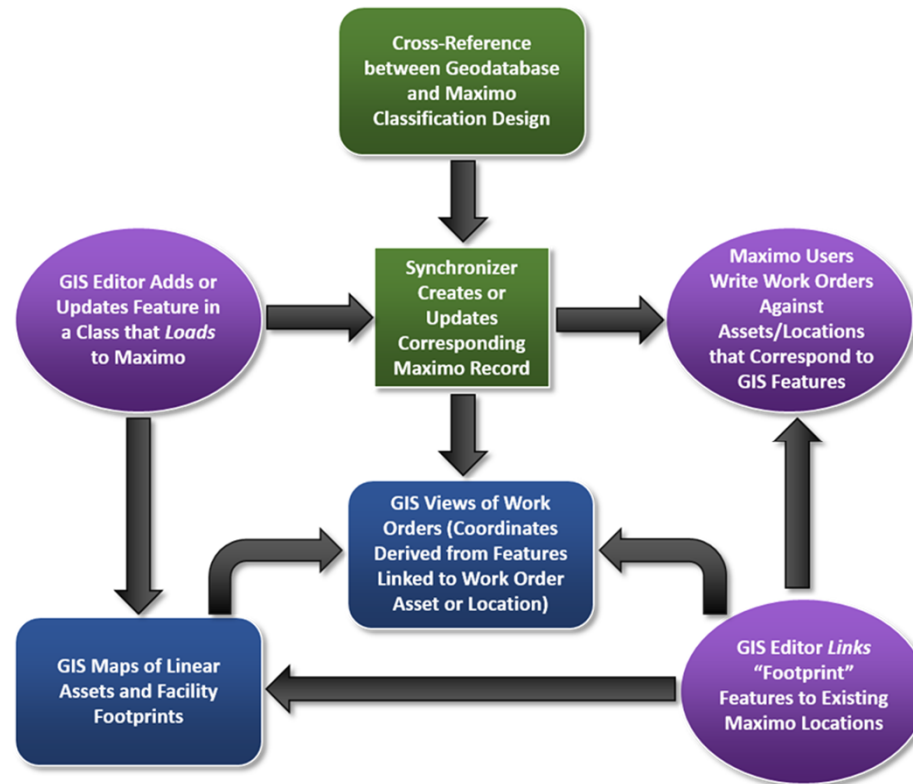 Cross-Reference
between Geodatabase
and Maximo
Classification Design
GIS Editor Adds or
Updates Feature in
a Class that Loads
to Maximo
Synchronizer
Creates or
Updates
Corresponding
Maximo Record
Maximo Users
Write Work Orders
Against
Assets/Locations
that Correspond to
GIS Features
GIS Views of Work
Orders (Coordinates
Derived from Features
Linked to Work Order
Asset or Location)
GIS Maps of Linear
Assets and Facility
Footprints
GIS Editor Links
“Footprint”
Features to Existing
Maximo Locations